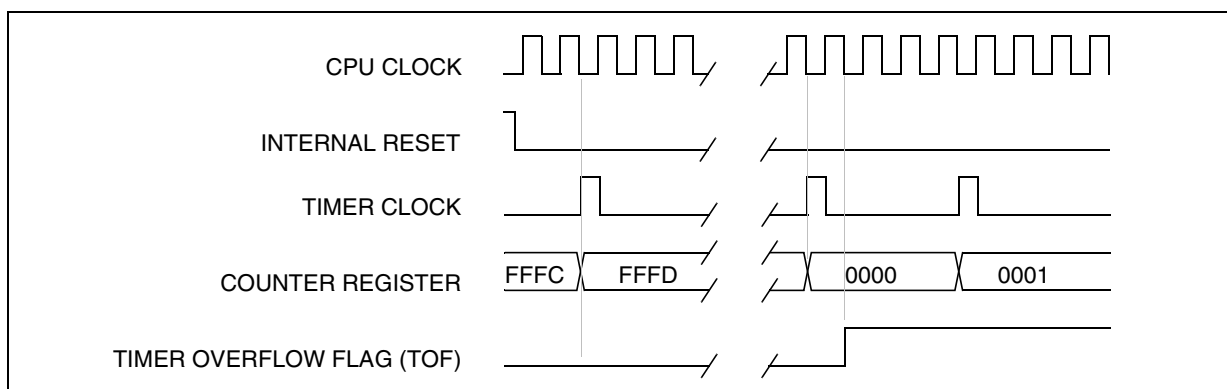 CPU CLOCK
INTERNAL RESET
TIMER CLOCK
COUNTER REGISTER
FFFC FFFD 0000 0001
TIMER OVERFLOW FLAG (TOF)